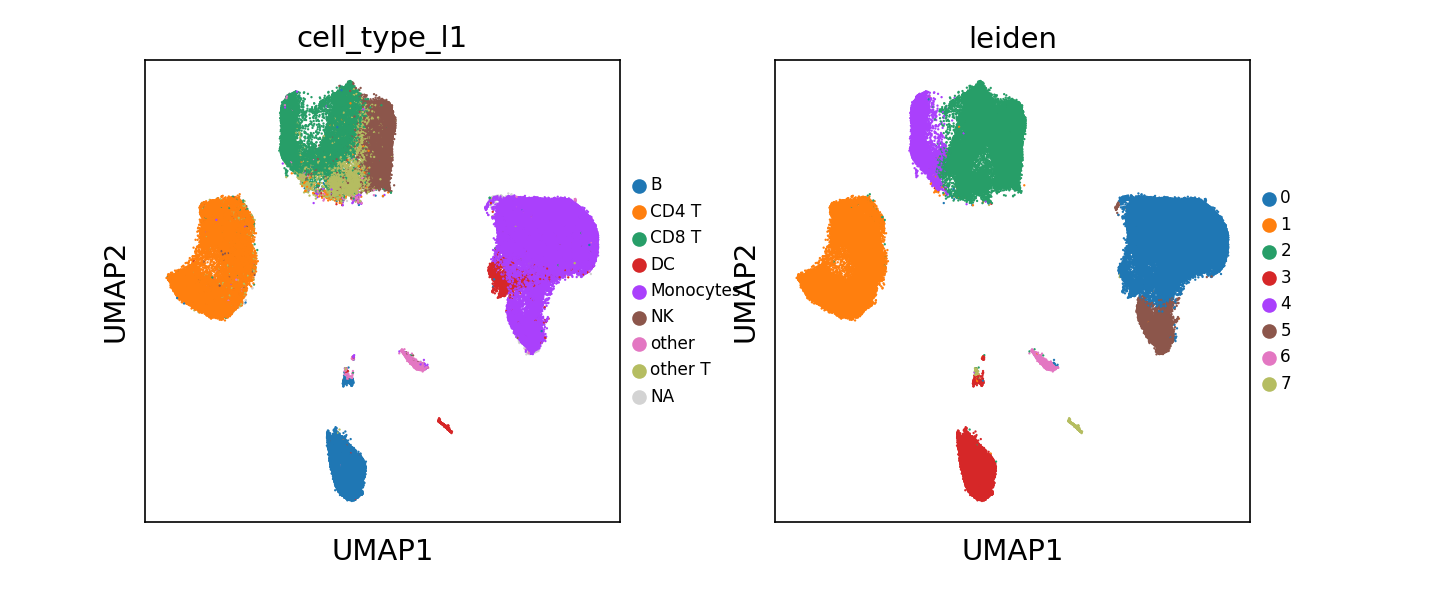 cell_type_l1
UMAP2
UMAP1
B
CD4 T
CD8 T
DC
Monocytes
NK
other
other T
NA
leiden
UMAP2
UMAP1
0
1
2
3
4
5
6
7